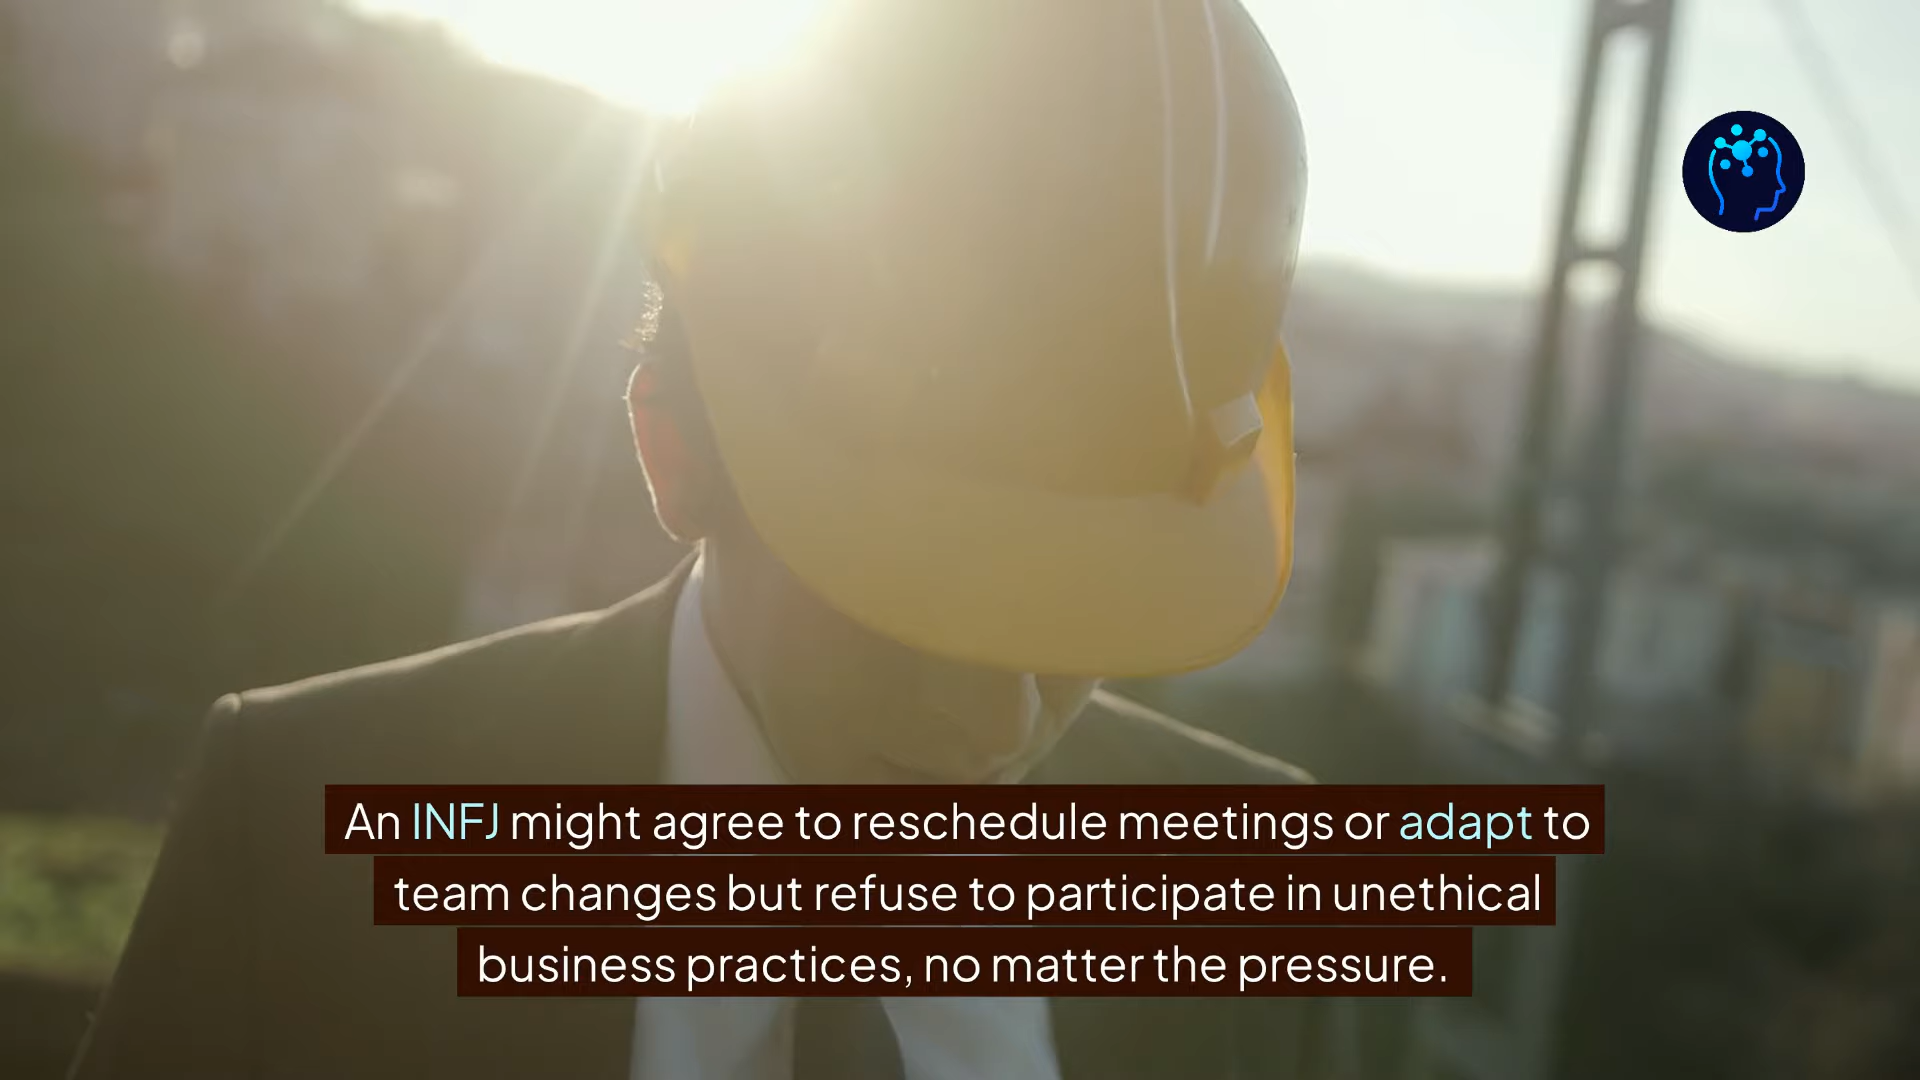 An INFJ might agree to reschedule meetings or adapt to
team changes but refuse to participate in unethical
business practices, no matter the pressure.